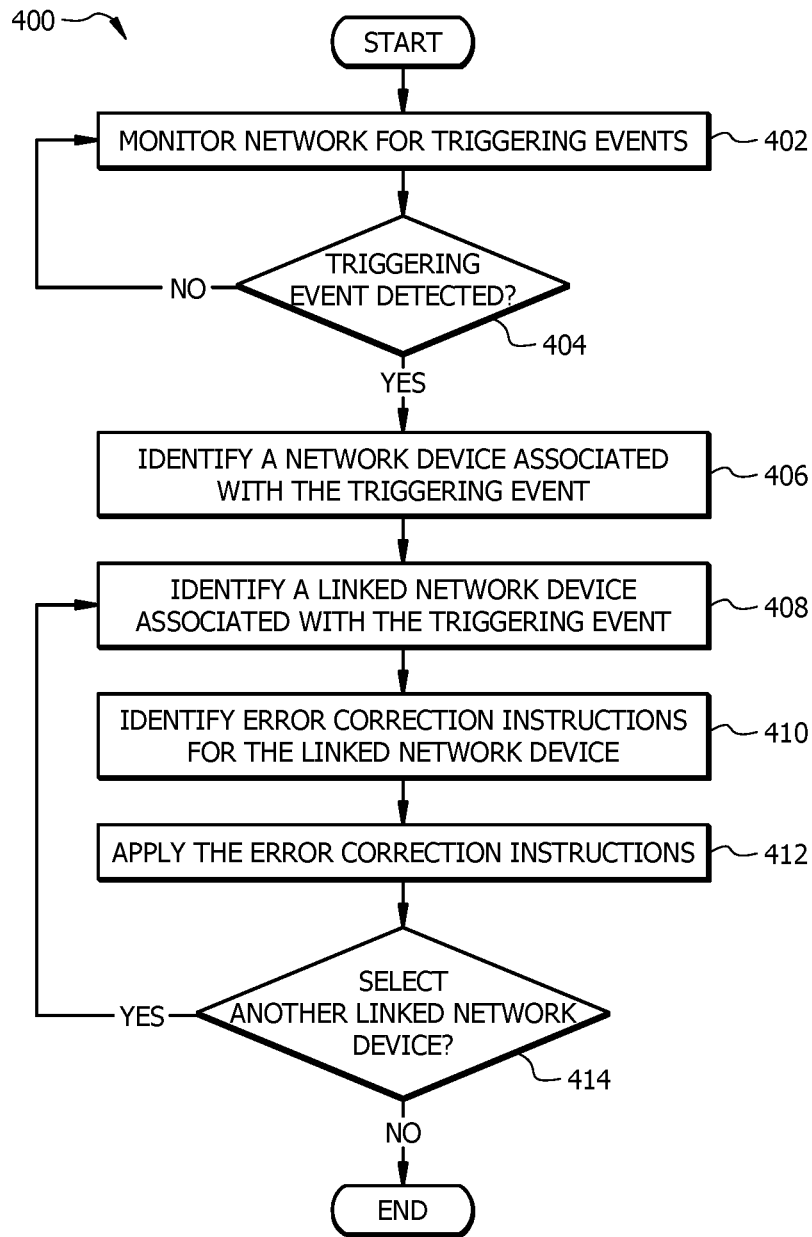 400
START
MONITOR NETWORK FOR TRIGGERING EVENTS
402
TRIGGERING
EVENT DETECTED?
NO
404
YES
IDENTIFY A NETWORK DEVICE ASSOCIATED
WITH THE TRIGGERING EVENT
406
IDENTIFY A LINKED NETWORK DEVICE
ASSOCIATED WITH THE TRIGGERING EVENT
408
IDENTIFY ERROR CORRECTION INSTRUCTIONS
FOR THE LINKED NETWORK DEVICE
410
APPLY THE ERROR CORRECTION INSTRUCTIONS
412
SELECT
ANOTHER LINKED NETWORK
DEVICE?
YES
414
NO
END